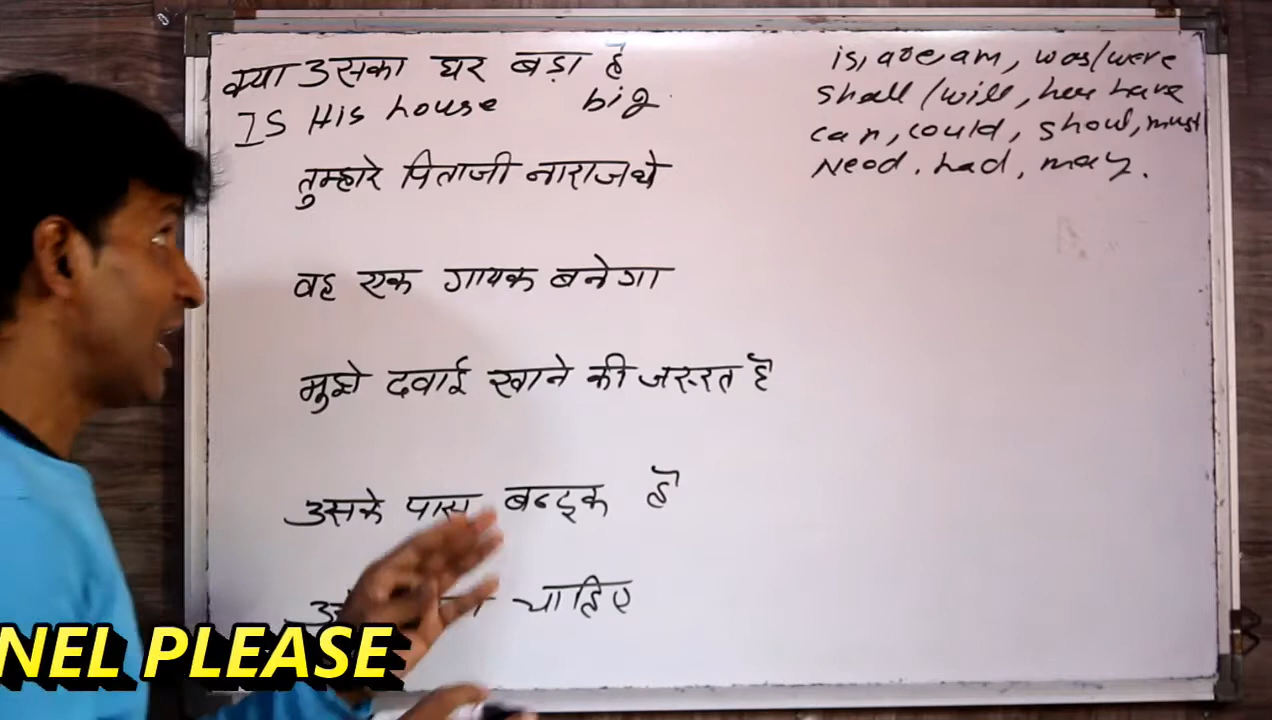 क्या उसका घर बड़ा है
IS His house big
तुम्हारे पिताजी नाराज थे
वह एक गायक बनेगा
मुझे दवाई खाने की जरूरत है
उसके पास बन्दूक है
चाहिए
is, are am, was/were
shall / will, has have
can, could, shoul, must
Need. had, may.
NEL PLEASE